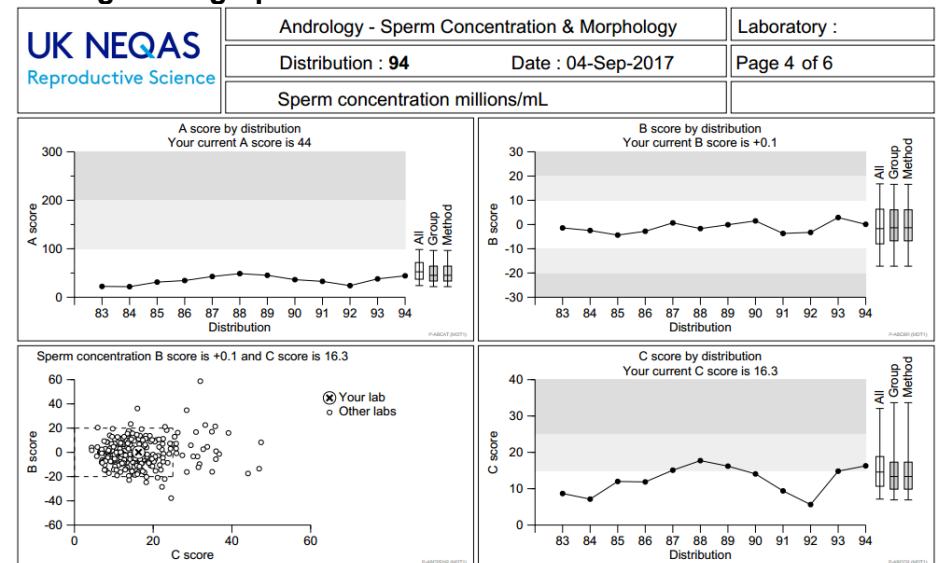 UK NEQAS
Reproductive Science
Andrology - Sperm Concentration & Morphology
Laboratory :
Distribution : 94
Date : 04-Sep-2017
Page 4 of 6
Sperm concentration millions/mL
A score by distribution
Your current A score is 44
300
200
100
0
A score
83 84 85 86 87 88 89 90 91 92 93 94
Distribution
All
Group
Method
B score by distribution
Your current B score is +0.1
30
20
10
0
-10
-20
-30
B score
83 84 85 86 87 88 89 90 91 92 93 94
Distribution
All
Group
Method
Sperm concentration B score is +0.1 and C score is 16.3
60
40
20
0
-20
-40
-60
B score
0 20 40 60
C score
Your lab
Other labs
C score by distribution
Your current C score is 16.3
40
30
20
10
0
C score
83 84 85 86 87 88 89 90 91 92 93 94
Distribution
All
Group
Method